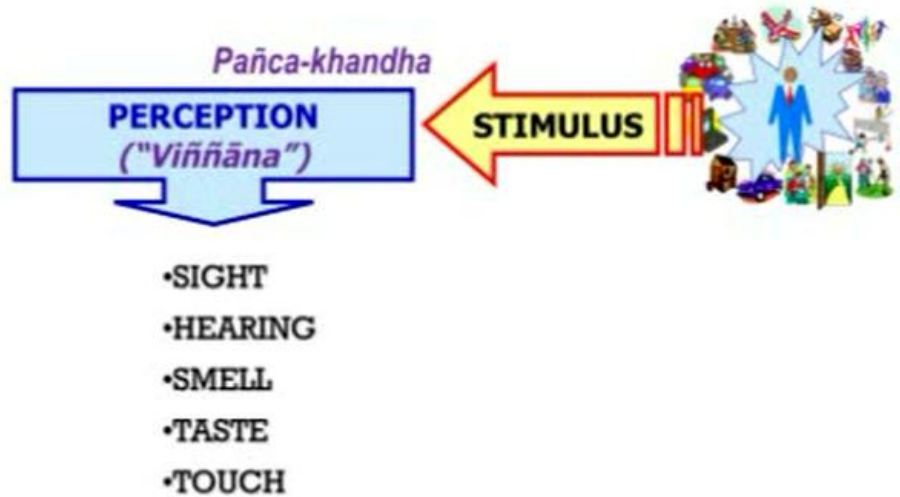 Pañca-khandha
PERCEPTION
("Viññāna")
STIMULUS
•SIGHT
•HEARING
•SMELL
•TASTE
•TOUCH